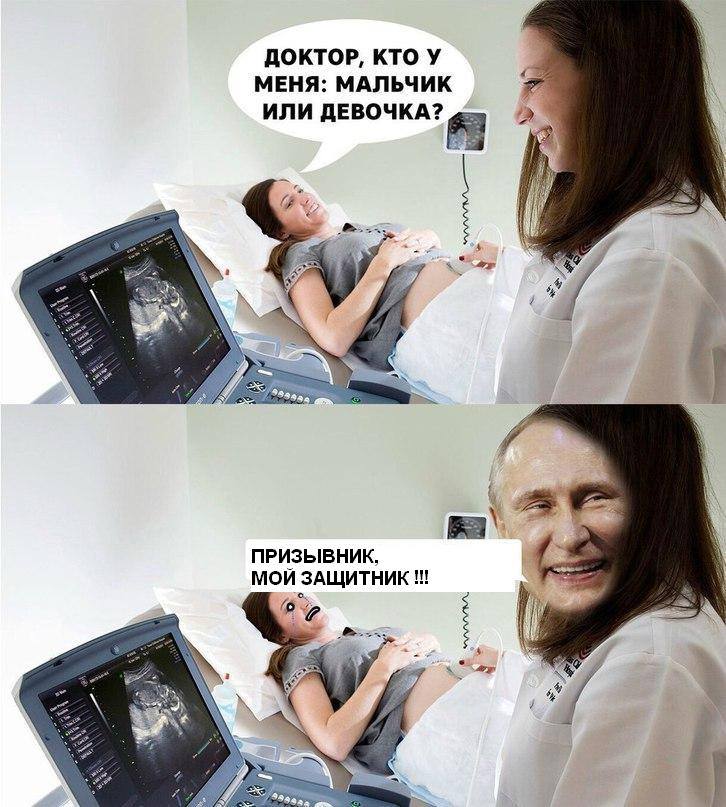 ДОКТОР, КТО У
МЕНЯ: МАЛЬЧИК
ИЛИ ДЕВОЧКА?
ПРИЗЫВНИК,
МОЙ ЗАЩИТНИК !!!